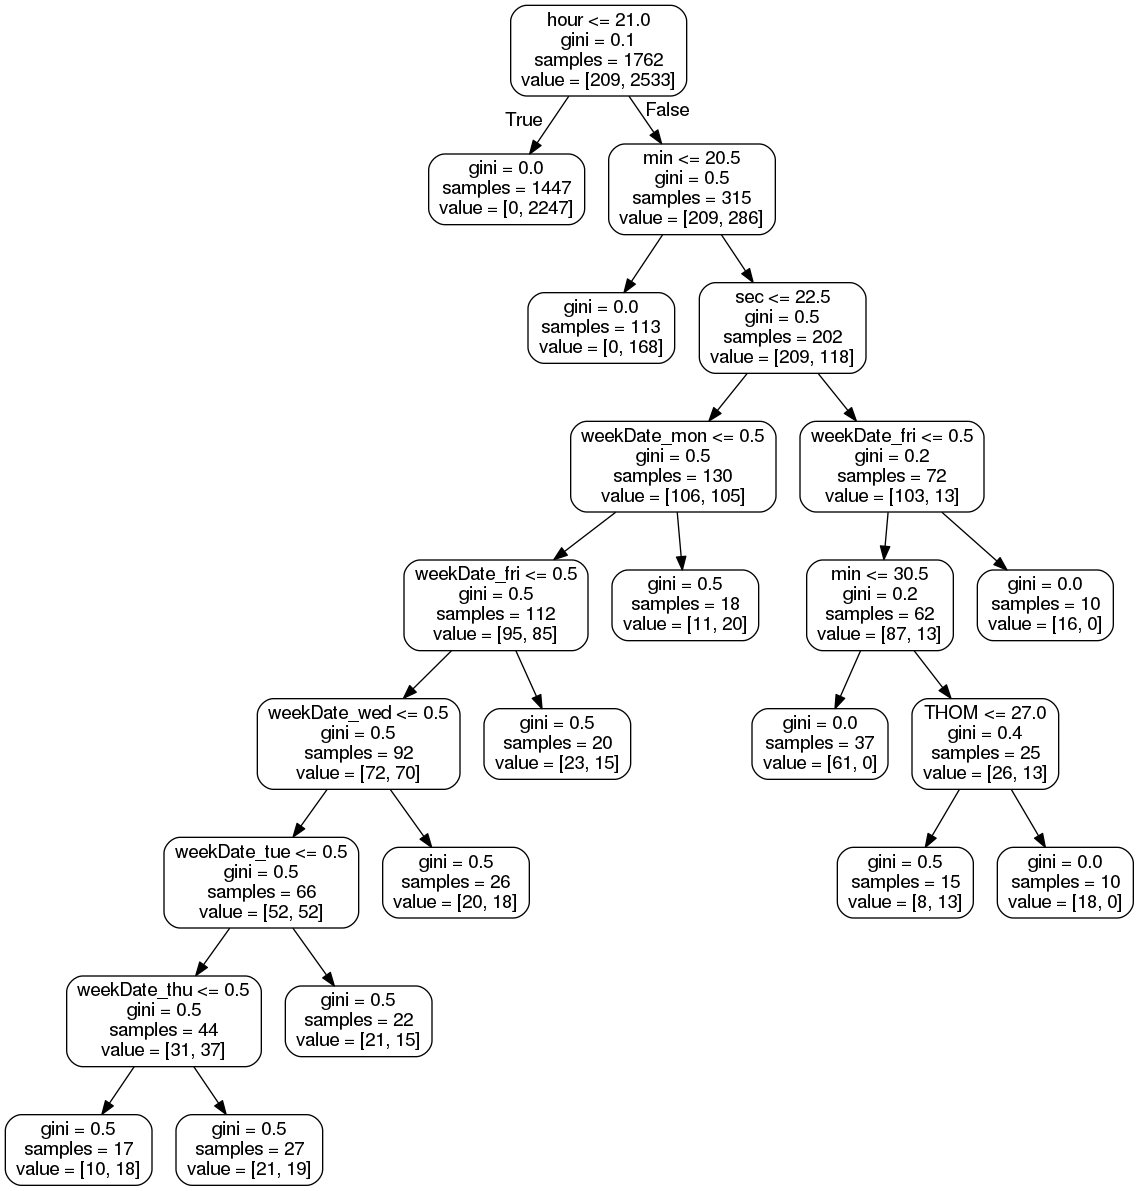 hour <= 21.0
gini = 0.1
samples = 1762
value = [209, 2533]
True
False
gini = 0.0
samples = 1447
value = [0, 2247]
min <= 20.5
gini = 0.5
samples = 315
value = [209, 286]
gini = 0.0
samples = 113
value = [0, 168]
sec <= 22.5
gini = 0.5
samples = 202
value = [209, 118]
weekDate_mon <= 0.5
gini = 0.5
samples = 130
value = [106, 105]
weekDate_fri <= 0.5
gini = 0.2
samples = 72
value = [103, 13]
weekDate_fri <= 0.5
gini = 0.5
samples = 112
value = [95, 85]
gini = 0.5
samples = 18
value = [11, 20]
min <= 30.5
gini = 0.2
samples = 62
value = [87, 13]
gini = 0.0
samples = 10
value = [16, 0]
weekDate_wed <= 0.5
gini = 0.5
samples = 92
value = [72, 70]
gini = 0.5
samples = 20
value = [23, 15]
gini = 0.0
samples = 37
value = [61, 0]
THOM <= 27.0
gini = 0.4
samples = 25
value = [26, 13]
weekDate_tue <= 0.5
gini = 0.5
samples = 66
value = [52, 52]
gini = 0.5
samples = 26
value = [20, 18]
gini = 0.5
samples = 15
value = [8, 13]
gini = 0.0
samples = 10
value = [18, 0]
weekDate_thu <= 0.5
gini = 0.5
samples = 44
value = [31, 37]
gini = 0.5
samples = 22
value = [21, 15]
gini = 0.5
samples = 17
value = [10, 18]
gini = 0.5
samples = 27
value = [21, 19]